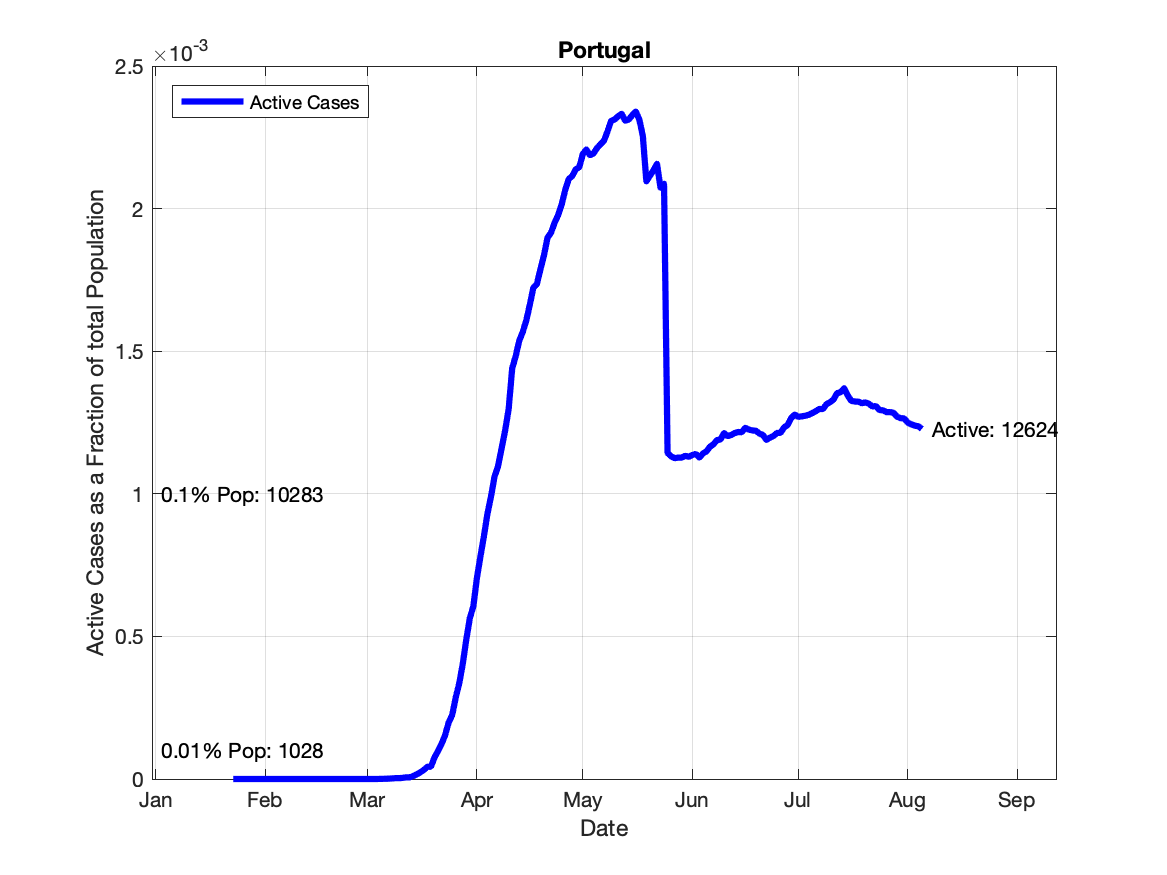 Portugal
×10-3
2.5
2
1.5
1
0.5
0
Active Cases as a Fraction of total Population
Active Cases
Active: 12624
0.1% Pop: 10283
0.01% Pop: 1028
Jan Feb Mar Apr May Jun Jul Aug Sep
Date